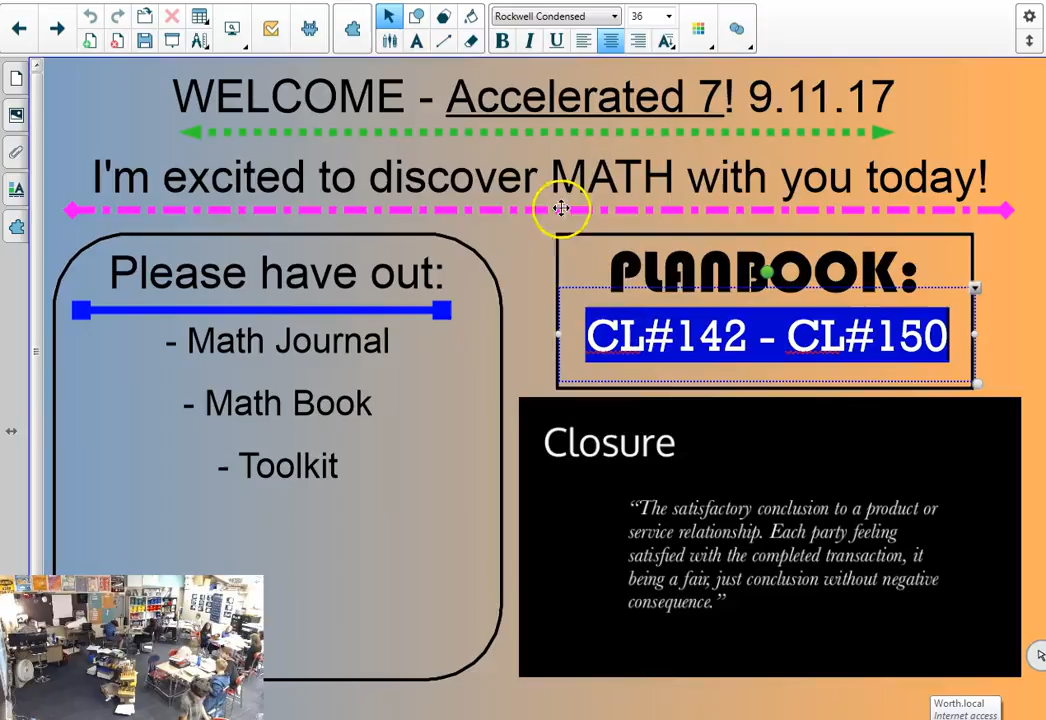 Rockwell Condensed
36
WELCOME - Accelerated 7! 9.11.17
I'm excited to discover MATH with you today!
Please have out:
- Math Journal
- Math Book
- Toolkit
PLANBOOK:
CL#142 - CL#150
Closure
“The satisfactory conclusion to a product or
service relationship. Each party feeling
satisfied with the completed transaction, it
being a fair, just conclusion without negative
consequence.”
Worth.local
Internet access